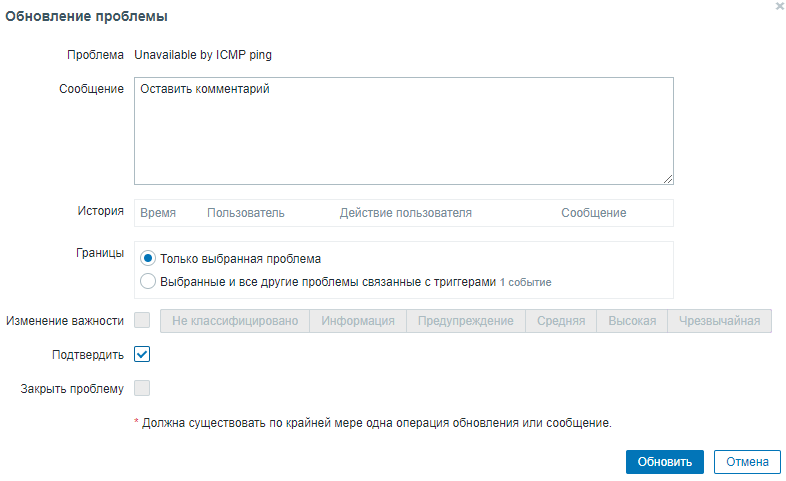 Обновление проблемы
Проблема Unavailable by ICMP ping
Сообщение Оставить комментарий
История Время Пользователь Действие пользователя Сообщение
Границы Только выбранная проблема
Выбранные и все другие проблемы связанные с триггерами 1 событие
Изменение важности Не классифицировано Информация Предупреждение Средняя Высокая Чрезвычайная
Подтвердить
Закрыть проблему
* Должна существовать по крайней мере одна операция обновления или сообщение.
Обновить Отмена